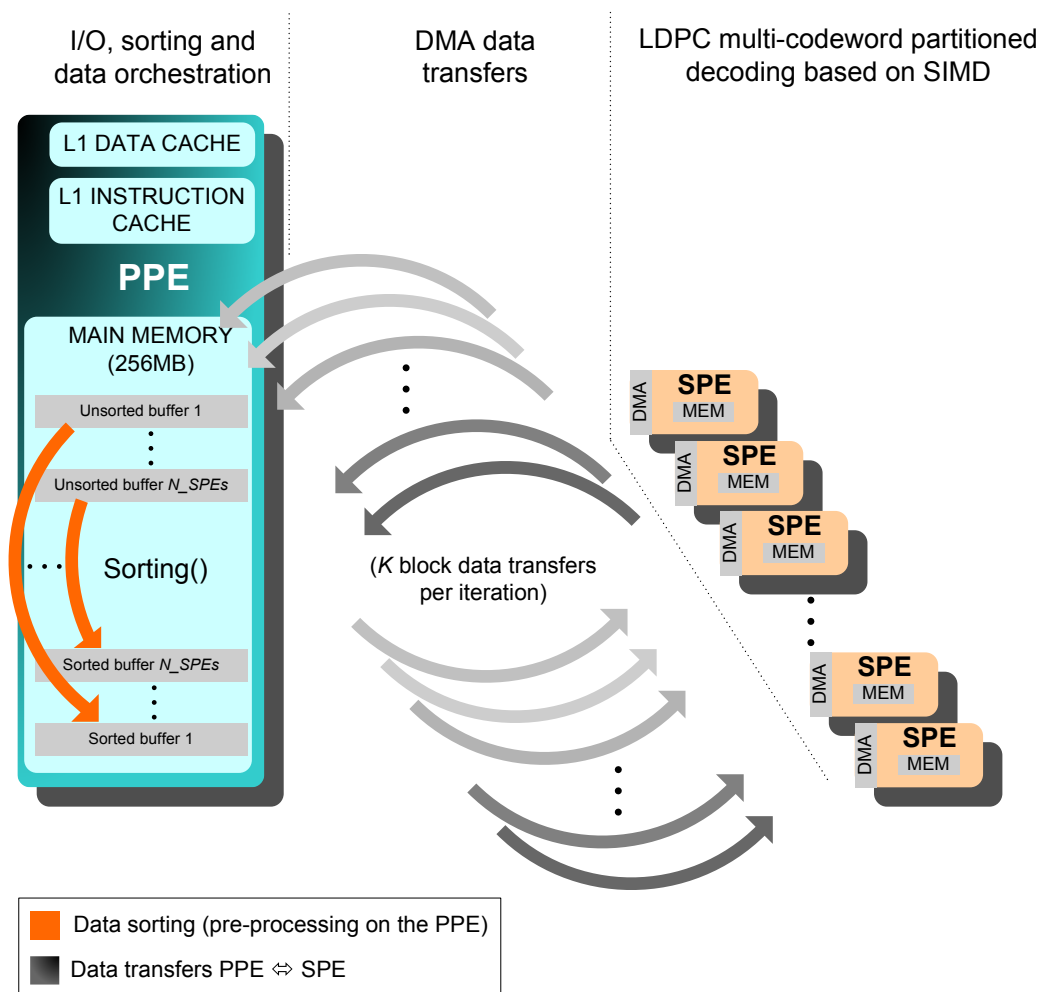 I/O, sorting and
data orchestration
DMA data
transfers
LDPC multi-codeword partitioned
decoding based on SIMD
L1 DATA CACHE
L1 INSTRUCTION
CACHE
PPE
MAIN MEMORY
(256MB)
Unsorted buffer 1
Unsorted buffer N_SPEs
Sorting()
Sorted buffer N_SPEs
Sorted buffer 1
(K block data transfers
per iteration)
DMA
SPE
MEM
DMA
SPE
MEM
DMA
SPE
MEM
DMA
SPE
MEM
DMA
SPE
MEM
Data sorting (pre-processing on the PPE)
Data transfers PPE ⇔ SPE